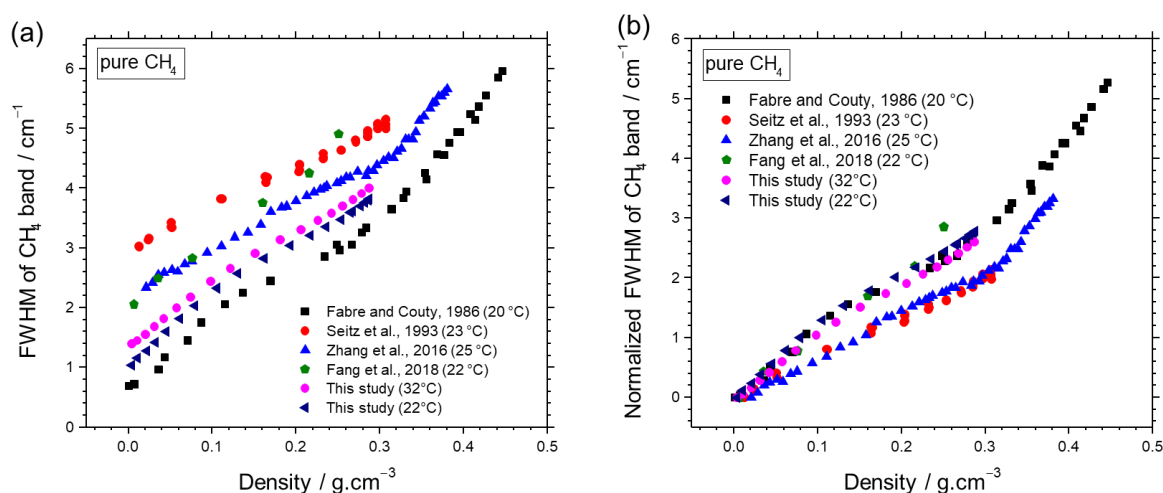 (a)
pure CH₄
FWHM of CH₄ band / cm⁻¹
6
5
4
3
2
1
0
0.0 0.1 0.2 0.3 0.4 0.5
Density / g.cm⁻³
Fabre and Couty, 1986 (20 °C)
Seitz et al., 1993 (23 °C)
Zhang et al., 2016 (25 °C)
Fang et al., 2018 (22°C)
This study (32°C)
This study (22°C)
(b)
pure CH₄
Normalized FWHM of CH₄ band / cm⁻¹
6
5
4
3
2
1
0
0.0 0.1 0.2 0.3 0.4 0.5
Density / g.cm⁻³
Fabre and Couty, 1986 (20 °C)
Seitz et al., 1993 (23 °C)
Zhang et al., 2016 (25 °C)
Fang et al., 2018 (22°C)
This study (32°C)
This study (22°C)